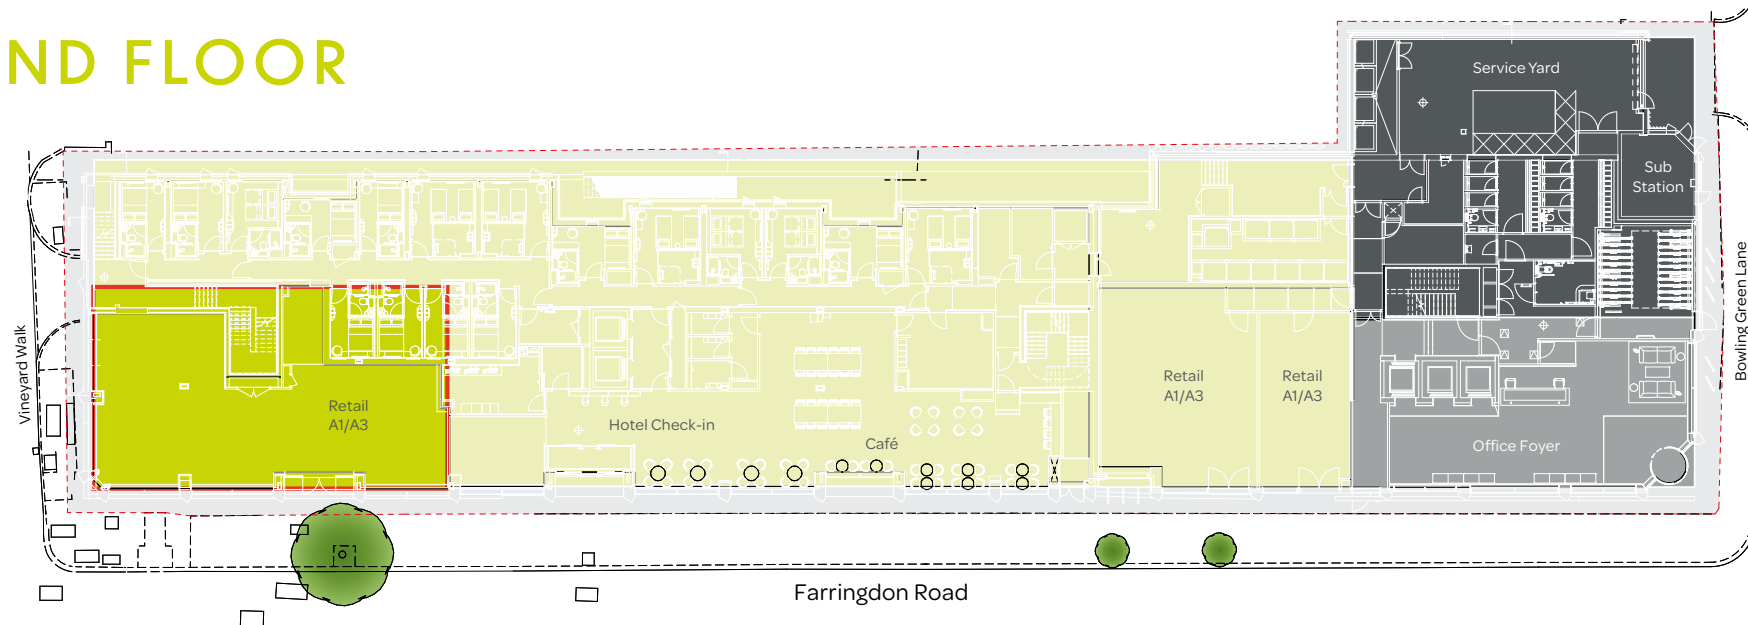 ND FLOOR
Service Yard
Sub
Station
Vineyard Walk
Bowling Green Lane
Retail
A1/A3
Hotel Check-in
Café
Retail
A1/A3
Retail
A1/A3
Office Foyer
Farringdon Road